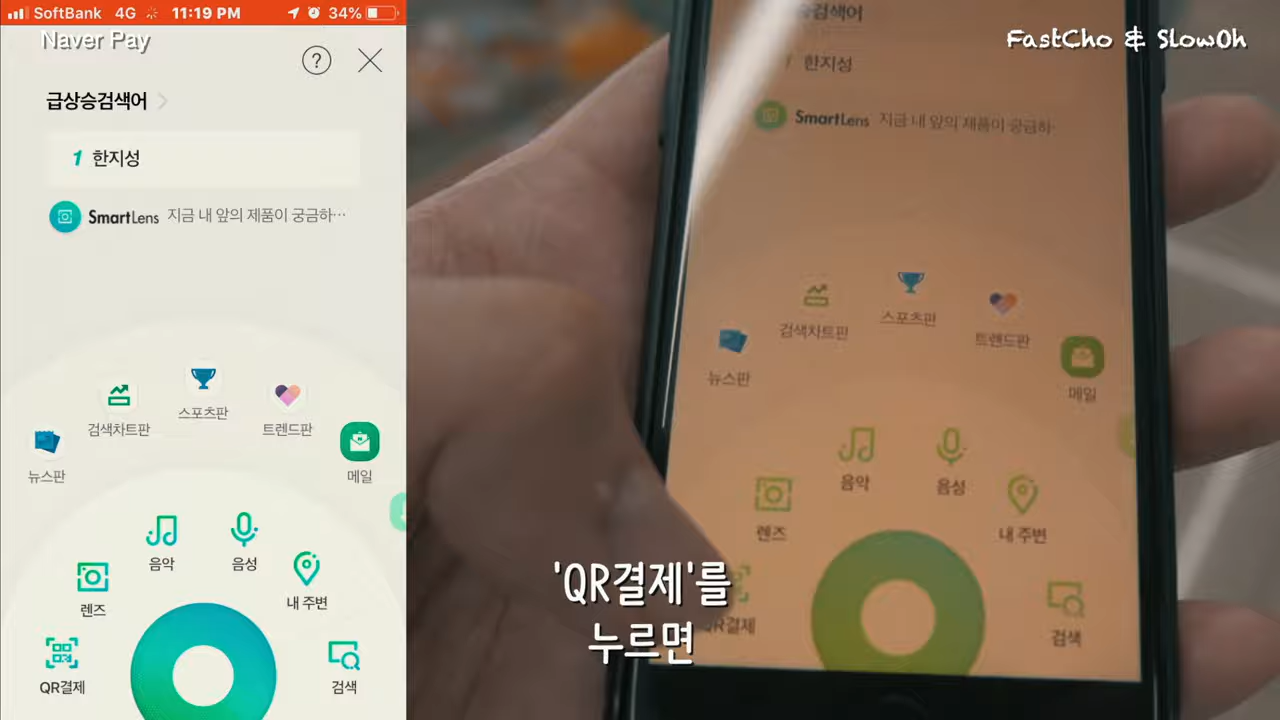 SoftBank 4G 11:19 PM 34%
Naver Pay
?
급상승검색어
1 한지성
SmartLens 지금 내 앞의 제품이 궁금하…
스포츠판
검색차트판
트렌드판
뉴스판
메일
음악
음성
렌즈
내 주변
QR결제
검색
FastCho & SlowOh
승검색어
1 한지성
SmartLens 지금 내 앞의 제품이 궁금하…
스포츠판
검색차트판
트렌드판
뉴스판
메일
음악
음성
렌즈
내 주변
QR결제
검색
'QR결제'를
누르면